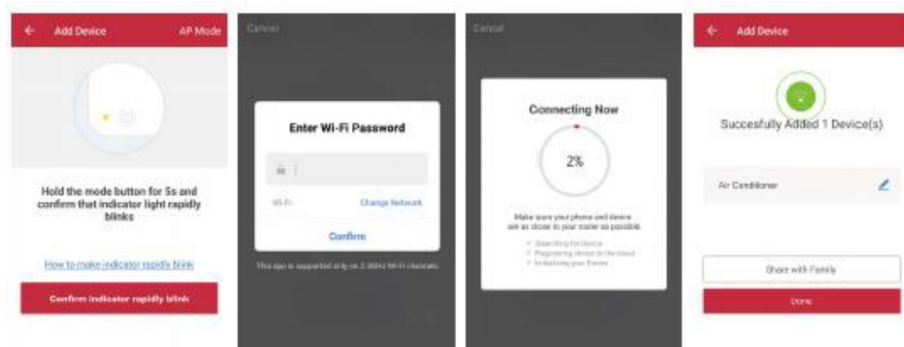 Add Device
AP Mode
Hold the mode button for 5s and
confirm that indicator light rapidly
blinks
How to make indicator rapidly blink
Confirm indicator rapidly blink
Cancel
Enter Wi-Fi Password
Wi-Fi
Change Network
Confirm
This app is supported only on 2.4GHz Wi-Fi channels
Cancel
Connecting Now
2%
Make sure your phone and device
are as close to your router as possible
Searching for Device
Registering device to the cloud
Initializing your Device
Add Device
Succesfully Added 1 Device(s)
Air Conditioner
Share with Family
Done